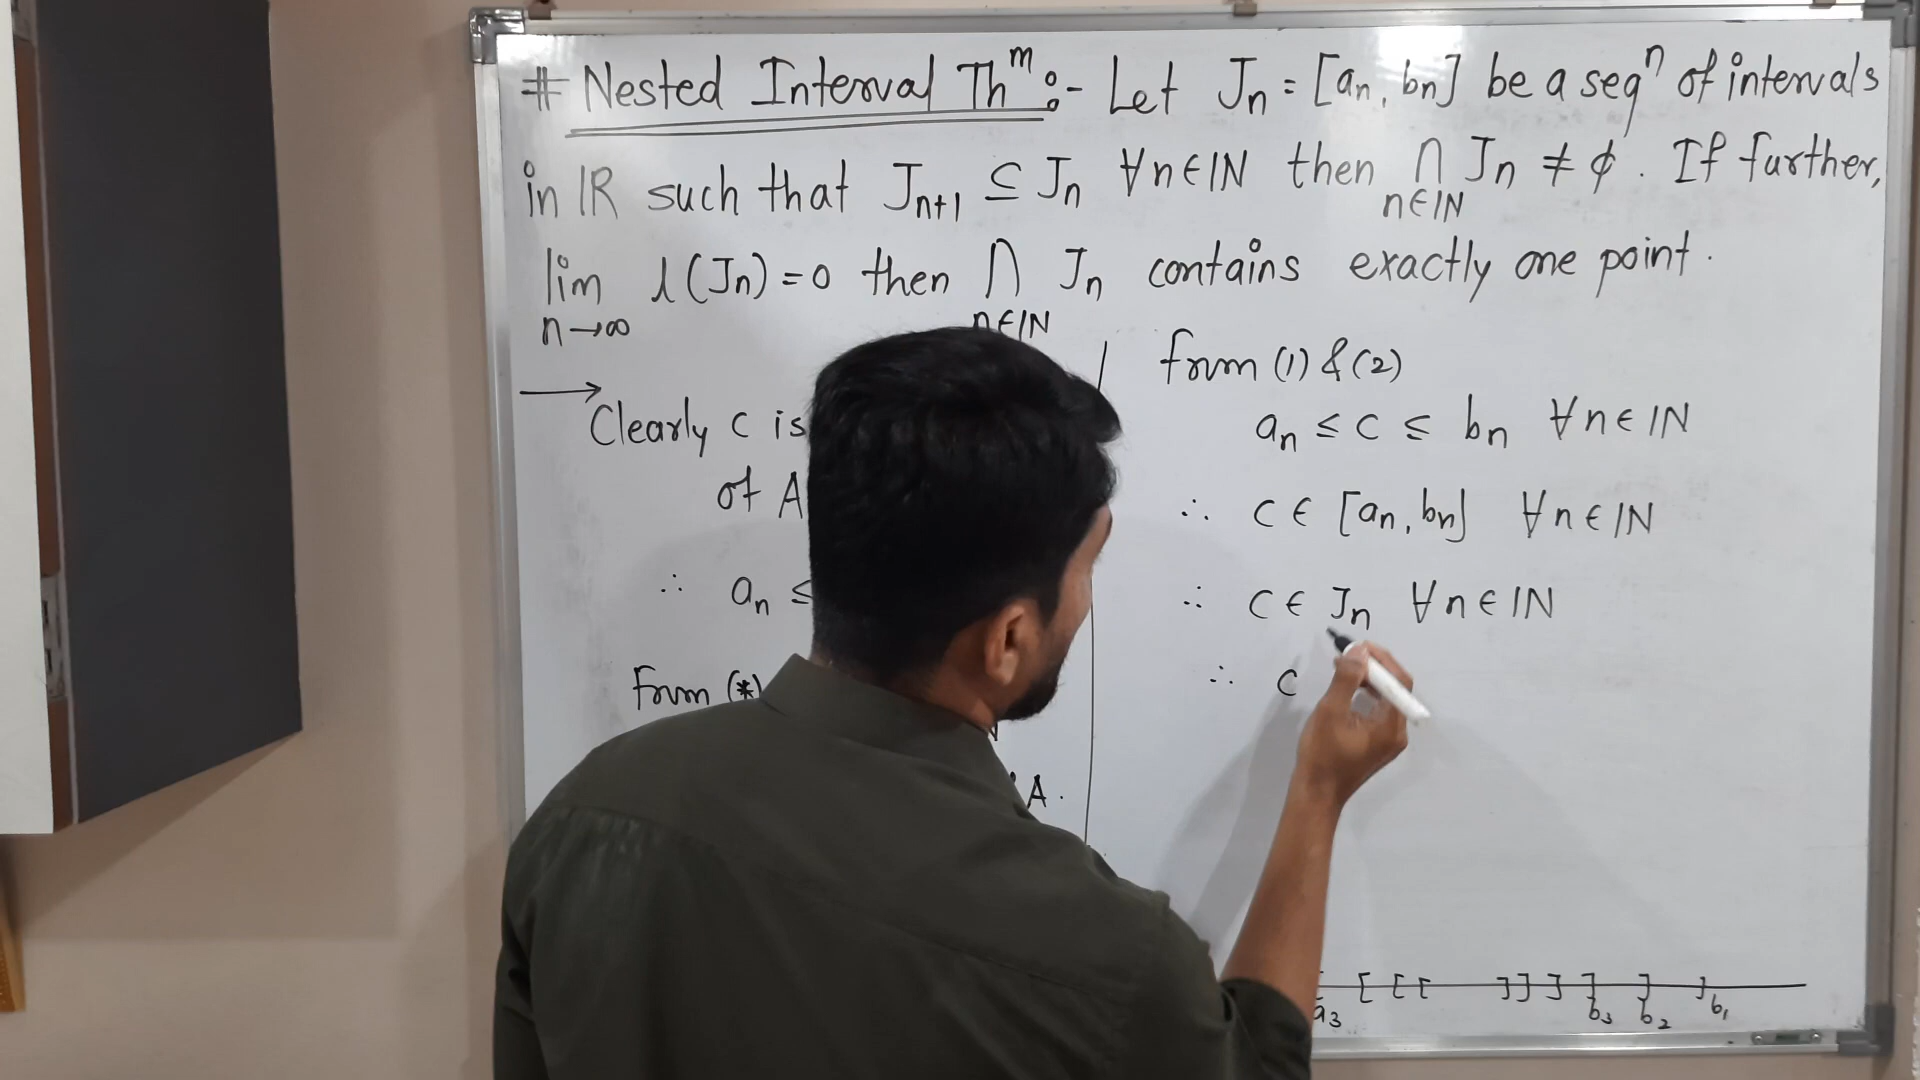 # Nested Interval Thᵐ :- Let Jn = [an, bn] be a seqⁿ of intervals
in IR such that Jn+1 ⊆ Jn ∀n∈IN then ∩ Jn ≠ ϕ. If further,
n∈IN
lim l(Jn)=0 then ∩ Jn contains exactly one point.
n→∞ n∈IN
→
Clearly c is
of A
∴ an ≤
From (*)
A.
from (1) & (2)
an ≤ c ≤ bn ∀n∈IN
∴ c∈ [an, bn] ∀n∈IN
∴ c∈ Jn ∀n∈IN
∴ c
[ [ [ ] ] ] ] ] ]
a3 b3 b2 b1